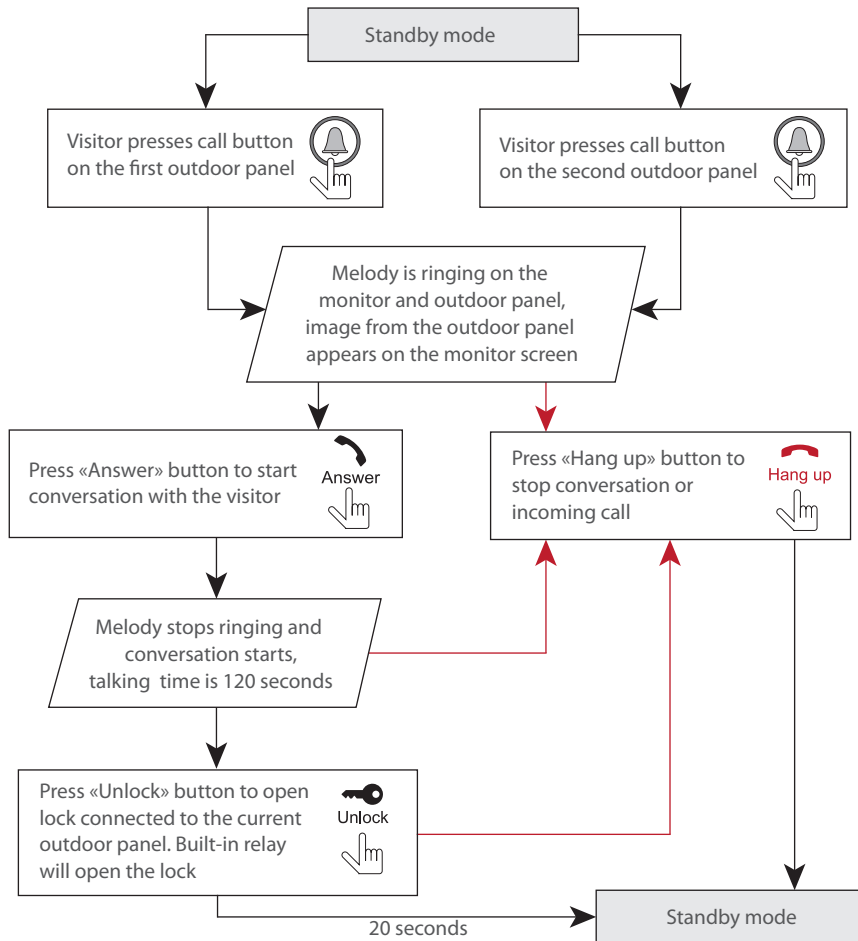 Standby mode
Visitor presses call button
on the first outdoor panel
Visitor presses call button
on the second outdoor panel
Melody is ringing on the
monitor and outdoor panel,
image from the outdoor panel
appears on the monitor screen
Press «Answer» button to start
conversation with the visitor
Answer
Press «Hang up» button to
stop conversation or
incoming call
Hang up
Melody stops ringing and
conversation starts,
talking time is 120 seconds
Press «Unlock» button to open
lock connected to the current
outdoor panel. Built-in relay
will open the lock
Unlock
20 seconds
Standby mode